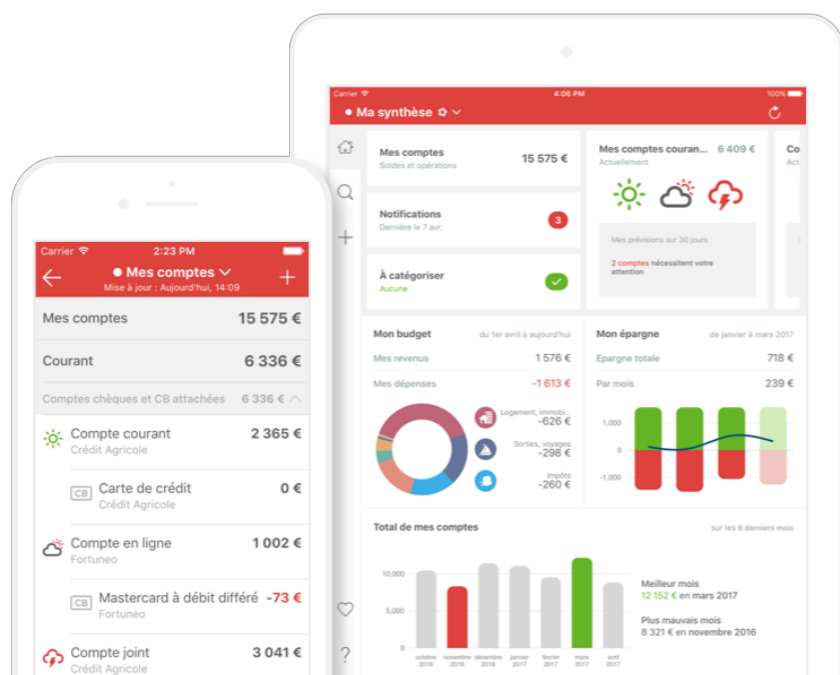 Carrier
2:23 PM
Mes comptes
Mise à jour : Aujourd'hui, 14:09
Mes comptes 15 575 €
Courant 6 336 €
Comptes chèques et CB attachées 6 336 €
Compte courant 2 365 €
Crédit Agricole
CB Carte de crédit 0 €
Crédit Agricole
Compte en ligne 1 002 €
Fortuneo
CB Mastercard à débit différé -73 €
Fortuneo
Compte joint 3 041 €
Crédit Agricole
Carrier 4:06 PM 100%
Ma synthèse
Mes comptes 15 575 €
Soldes et opérations
Notifications 3
Dernière le 7 avr.
À catégoriser
Aucune
Mes comptes couran... 6 409 €
Actuellement
Mes prévisions sur 30 jours
2 comptes nécessitent votre
attention
Co
Act
Mon budget du 1er avril à aujourd'hui
Mes revenus 1 576 €
Mes dépenses -1 613 €
Logement, immobi...
-626 €
Sorties, voyages
-298 €
Impôts
-260 €
Mon épargne de janvier à mars 2017
Epargne totale 718 €
Par mois 239 €
1,000
0
-1,000
Total de mes comptes sur les 6 derniers mois
10,000
5,000
0
octobre novembre décembre janvier février mars avril
2016 2016 2016 2017 2017 2017 2017
Meilleur mois
12 152 € en mars 2017
Plus mauvais mois
8 321 € en novembre 2016